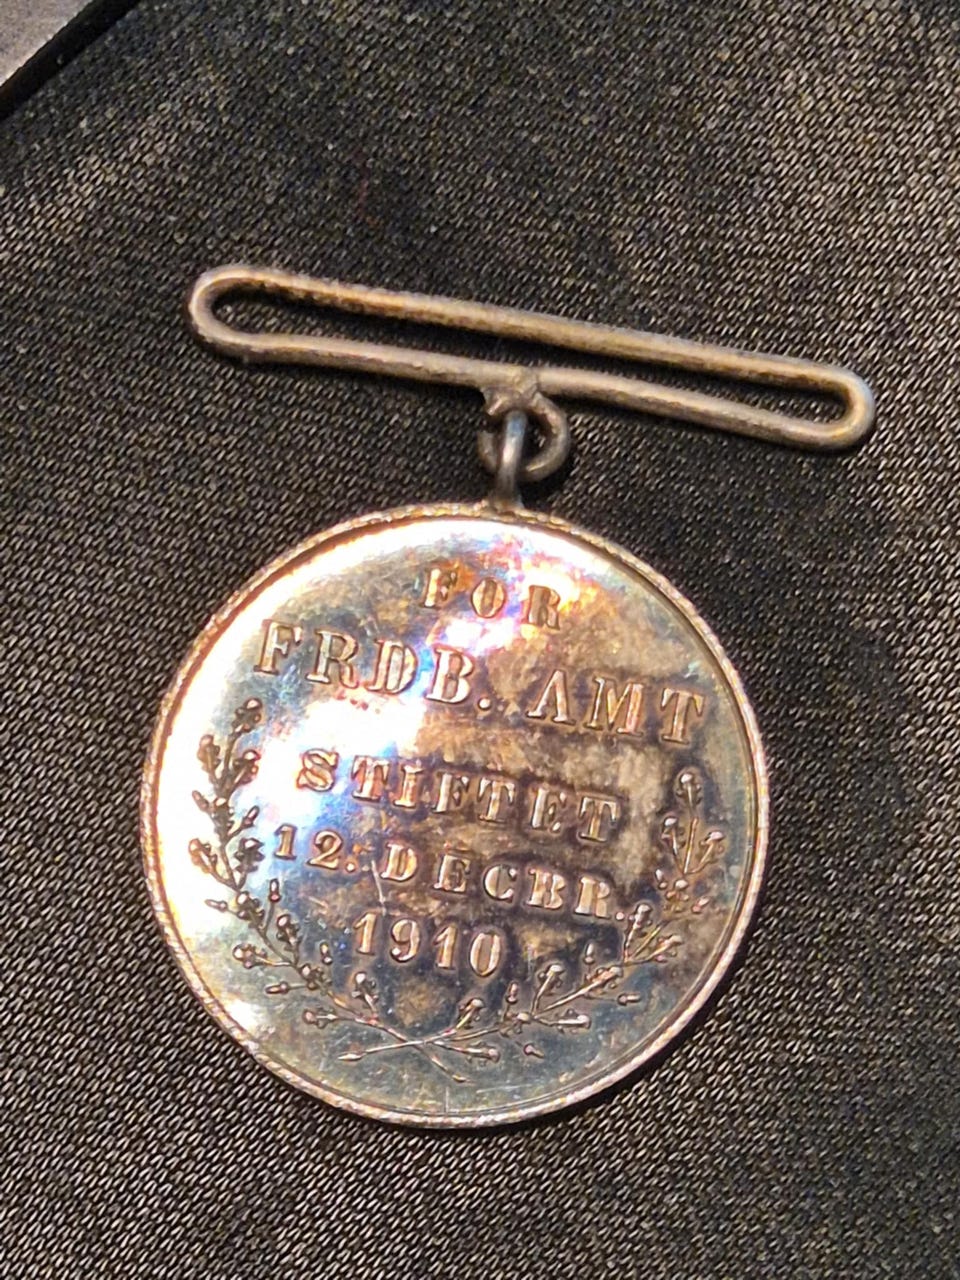 FOR
FRDB. AMT
STIFTET
12. DECBR.
1910